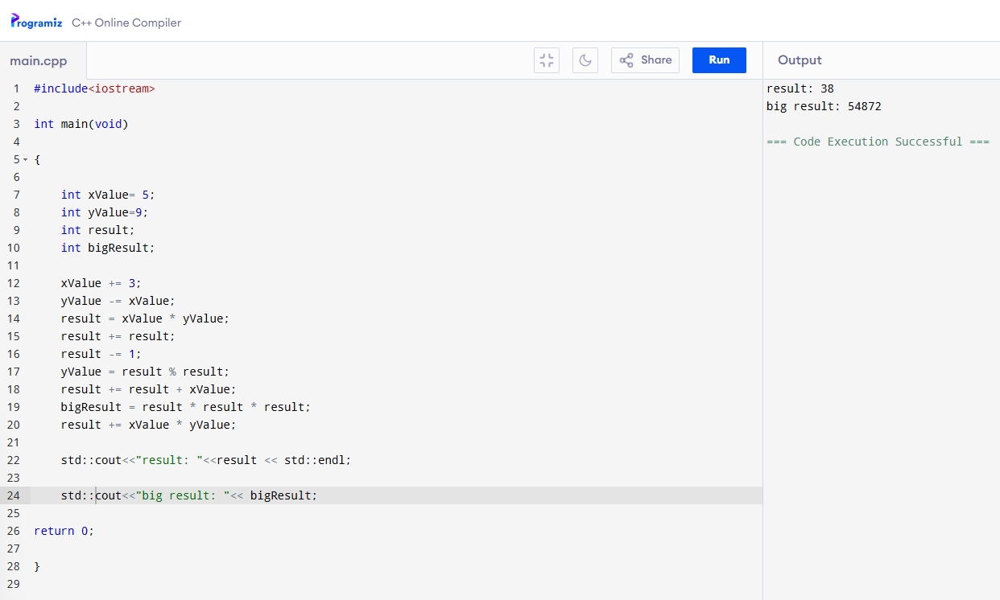 Programiz C++ Online Compiler
main.cpp Share Run Output
1 #include<iostream>
2
3 int main(void)
4
5 {
6
7 int xValue= 5;
8 int yValue=9;
9 int result;
10 int bigResult;
11
12 xValue += 3;
13 yValue -= xValue;
14 result = xValue * yValue;
15 result += result;
16 result -= 1;
17 yValue = result % result;
18 result += result + xValue;
19 bigResult = result * result * result;
20 result += xValue * yValue;
21
22 std::cout<<"result: "<<result << std::endl;
23
24 std::cout<<"big result: "<< bigResult;
25
26 return 0;
27
28 }
29
result: 38
big result: 54872
=== Code Execution Successful ===